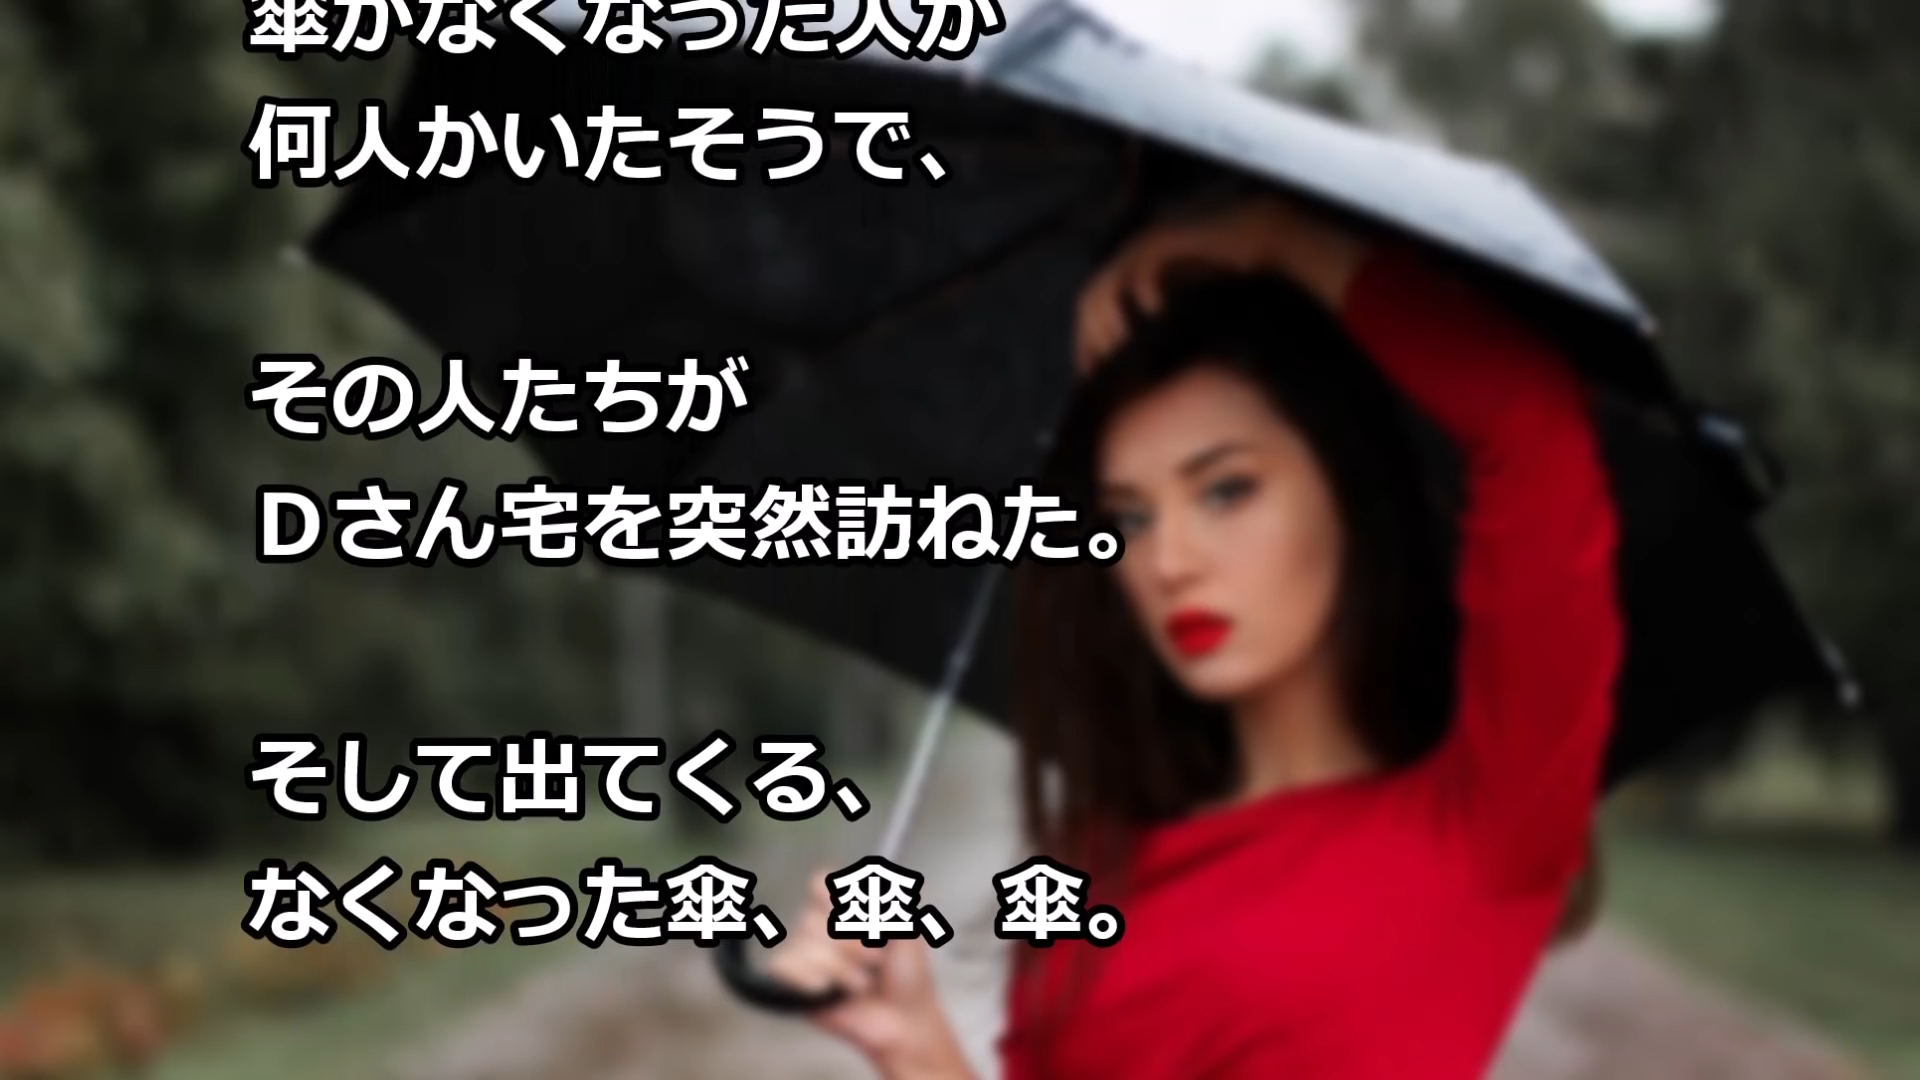 傘がなくなった人が
何人かいたそうで、
その人たちが
Ｄさん宅を突然訪ねた。
そして出てくる、
なくなった傘、傘、傘。